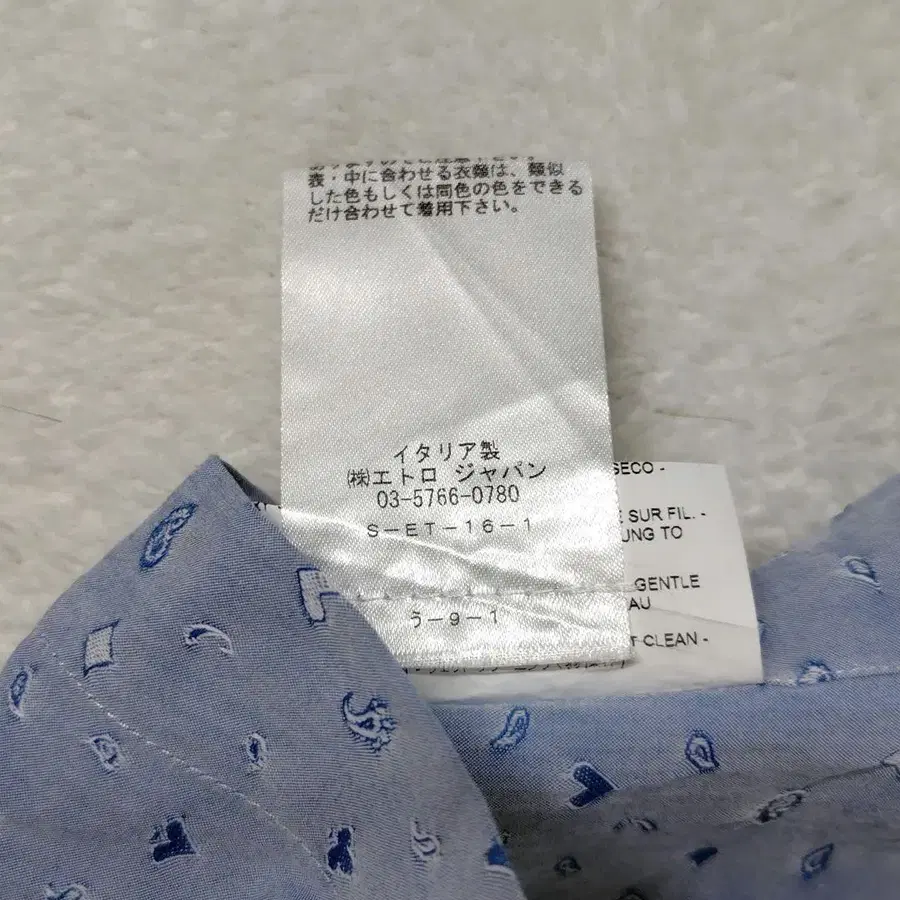 表・中に合わせる衣類は、類似
した色もしくは同色の色をできる
だけ合わせて着用下さい。
イタリア製
㈱エトロ ジャパン
03-5766-0780
S-ET-16-1
う-9-1
SECO -
SUR FIL. -
UNG TO
GENTLE
AU
CLEAN -